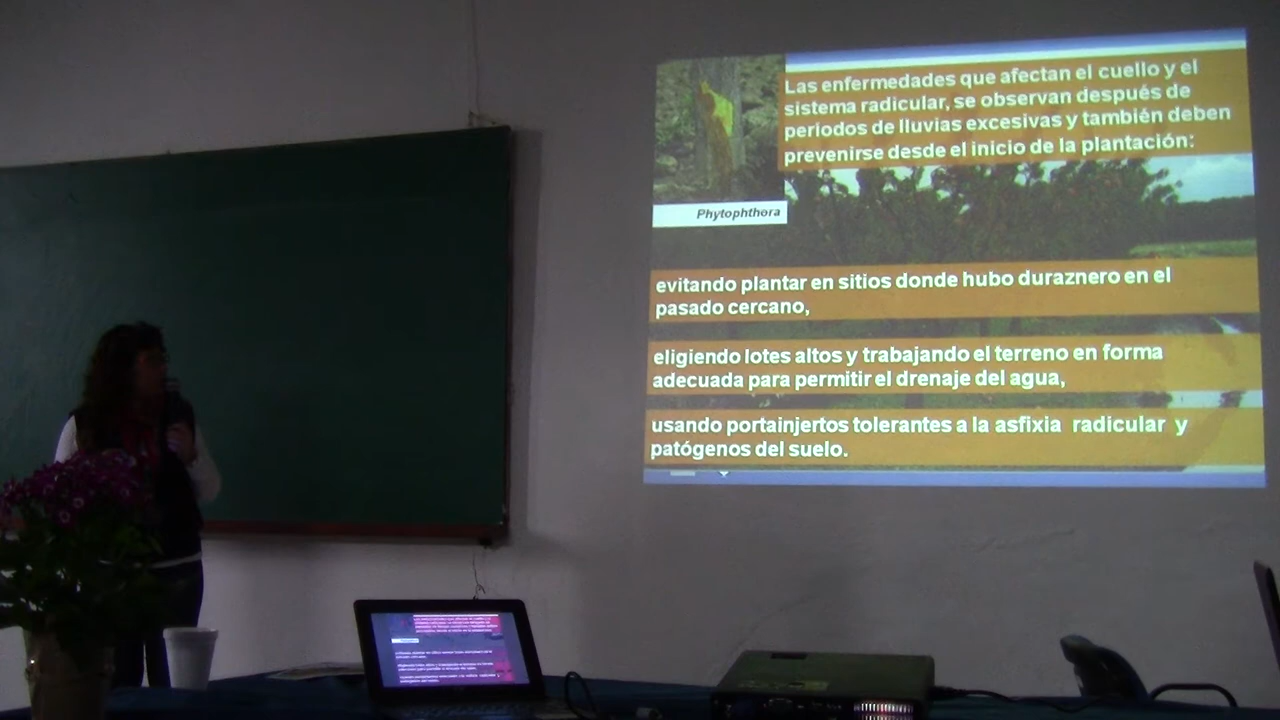 Las enfermedades que afectan el cuello y el
sistema radicular, se observan después de
periodos de lluvias excesivas y también deben
prevenirse desde el inicio de la plantación:
Phytophthora
evitando plantar en sitios donde hubo duraznero en el
pasado cercano,
eligiendo lotes altos y trabajando el terreno en forma
adecuada para permitir el drenaje del agua,
usando portainjertos tolerantes a la asfixia radicular y
patógenos del suelo.